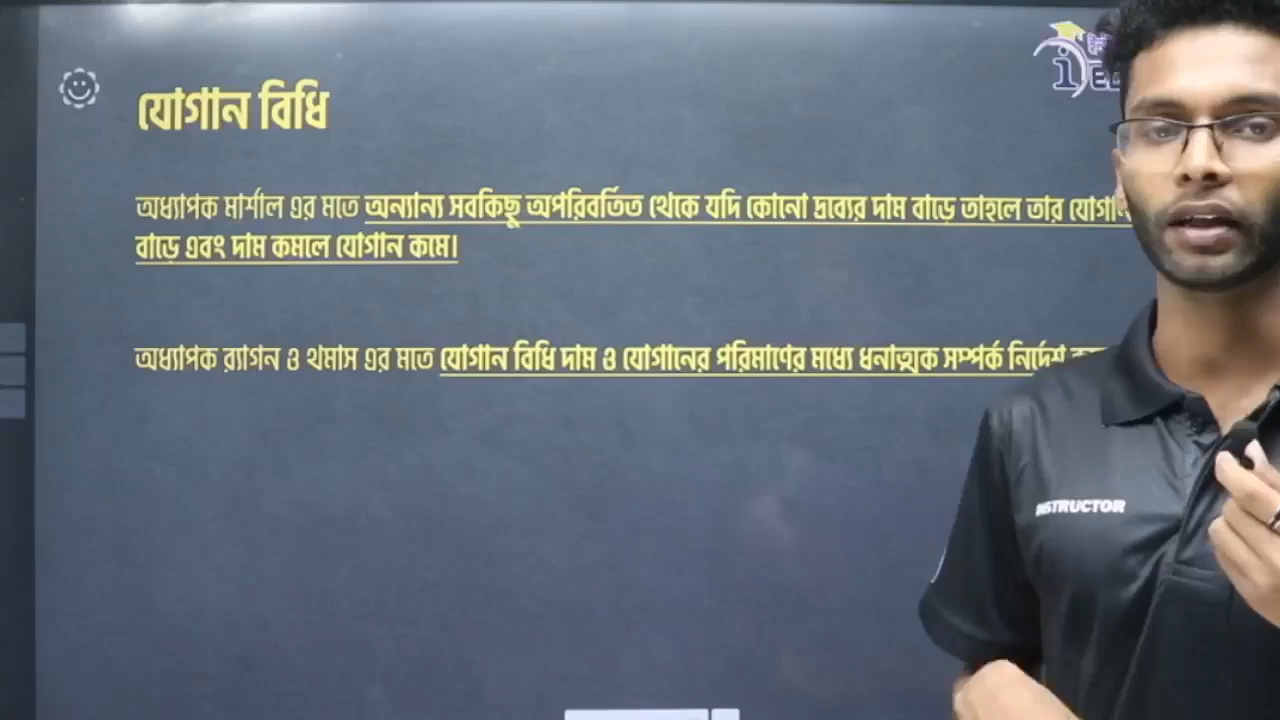 যোগান বিধি
অধ্যাপক মার্শাল এর মতে অন্যান্য সবকিছু অপরিবর্তিত থেকে যদি কোনো দ্রব্যের দাম বাড়ে তাহলে তার যোগান
বাড়ে এবং দাম কমলে যোগান কমে।
অধ্যাপক র‍্যাগন ও থমাস এর মতে যোগান বিধি দাম ও যোগানের পরিমাণের মধ্যে ধনাত্মক সম্পর্ক নির্দেশ
INSTRUCTOR